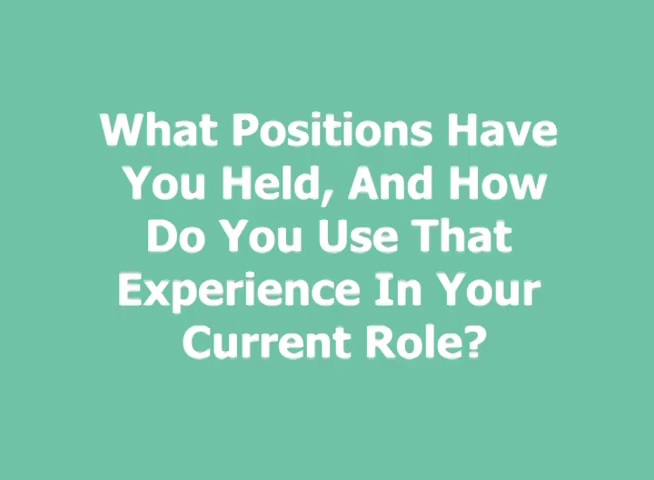 What Positions Have
You Held, And How
Do You Use That
Experience In Your
Current Role?